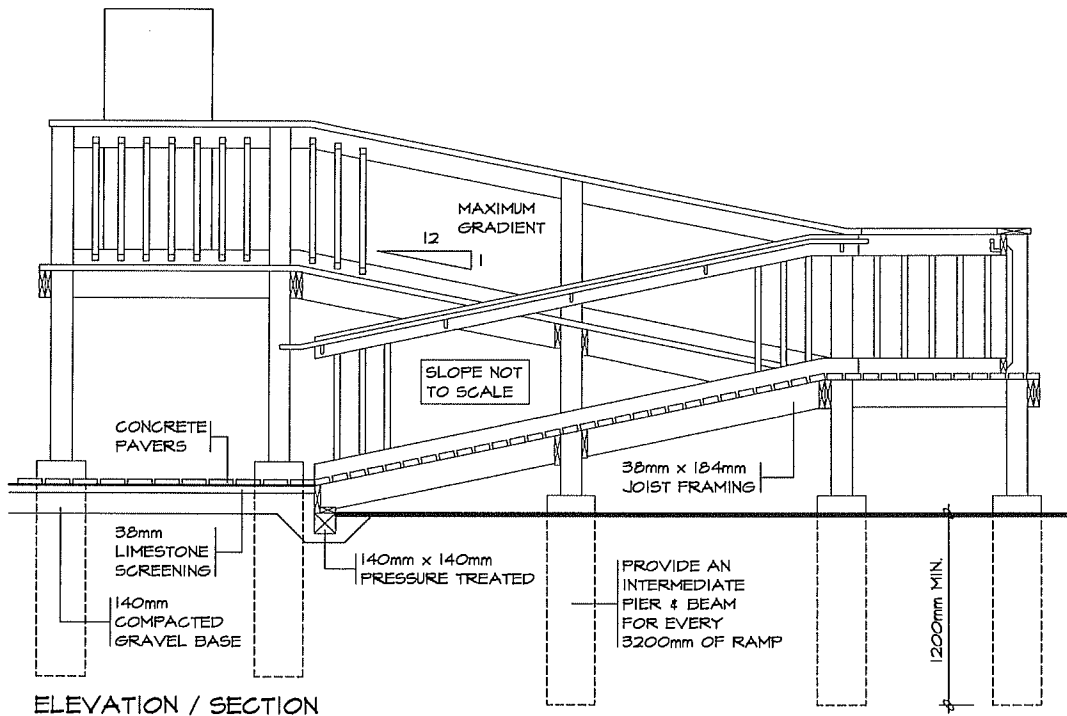 MAXIMUM
GRADIENT
12
1
SLOPE NOT
TO SCALE
CONCRETE
PAVERS
38mm x 184mm
JOIST FRAMING
38mm
LIMESTONE
SCREENING
140mm x 140mm
PRESSURE TREATED
PROVIDE AN
INTERMEDIATE
PIER & BEAM
FOR EVERY
3200mm OF RAMP
1200mm MIN.
140mm
COMPACTED
GRAVEL BASE
ELEVATION / SECTION